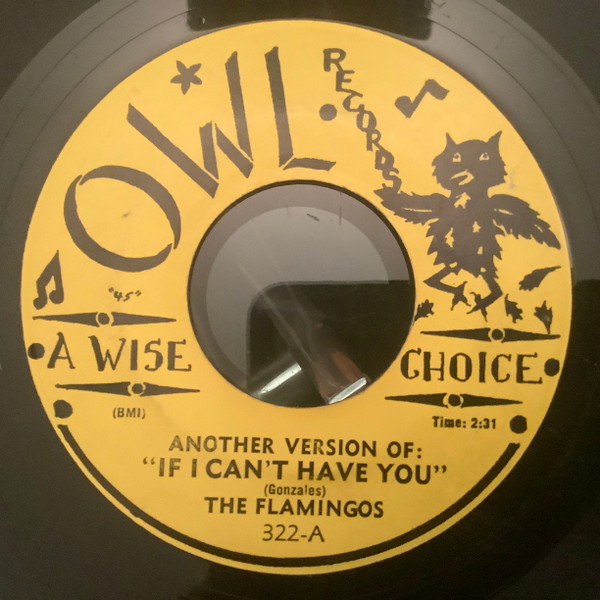 OWL
RECORDS
"45"
A WISE
CHOICE
(BMI)
Time: 2:31
ANOTHER VERSION OF:
"IF I CAN'T HAVE YOU"
(Gonzales)
THE FLAMINGOS
322-A